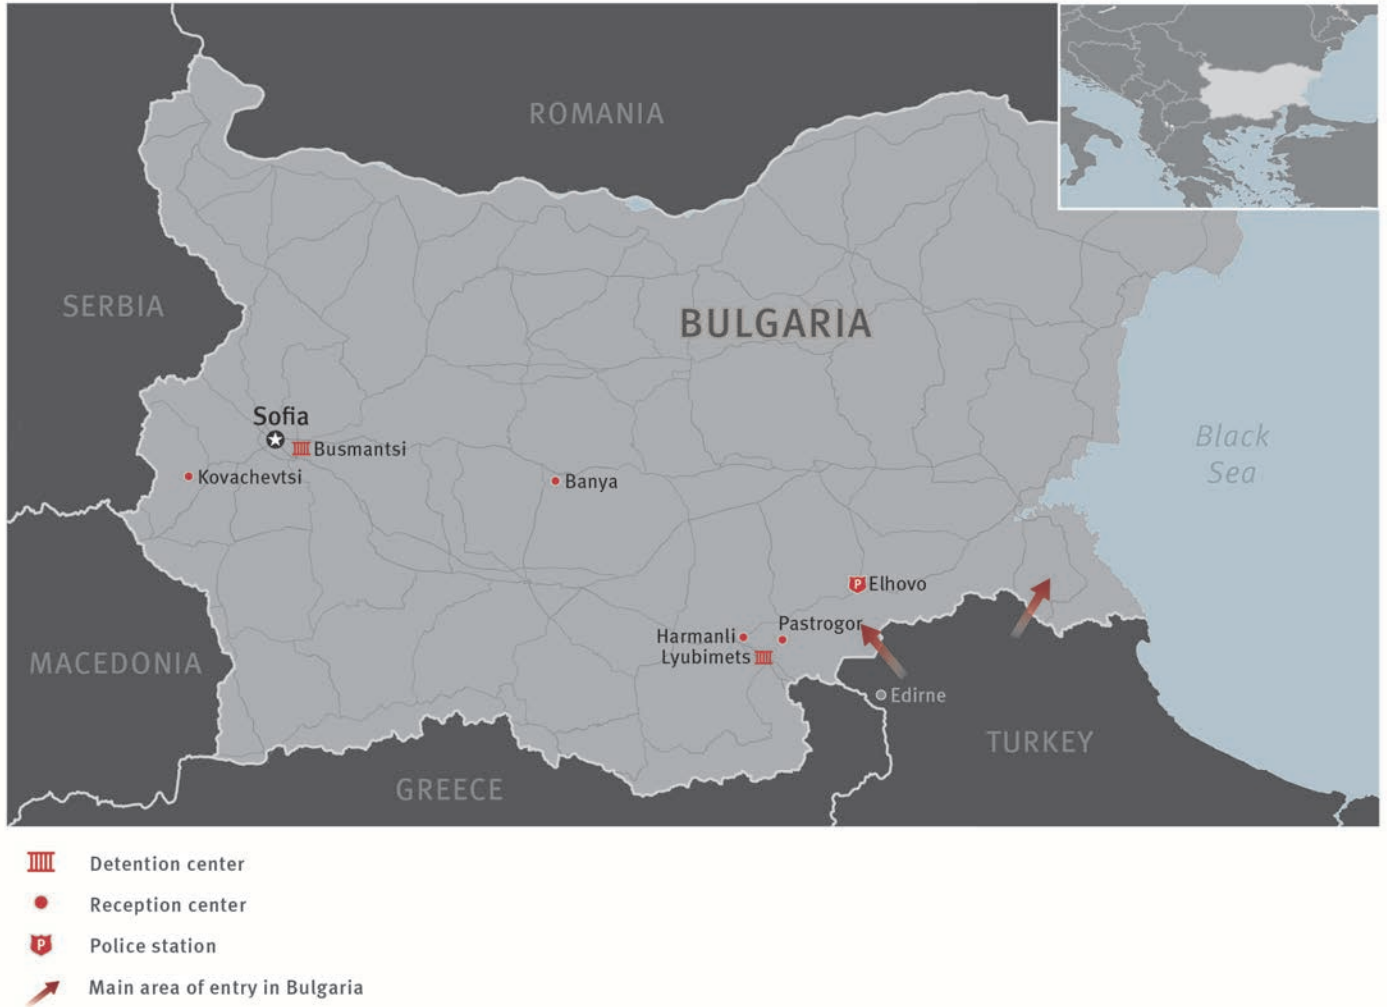 ROMANIA
SERBIA
BULGARIA
Sofia
Busmantsi
Kovachevtsi
Banya
Black
Sea
Elhovo
Pastrogor
Harmanli
Lyubimets
MACEDONIA
Edirne
TURKEY
GREECE
P
Detention center
Reception center
P
Police station
Main area of entry in Bulgaria